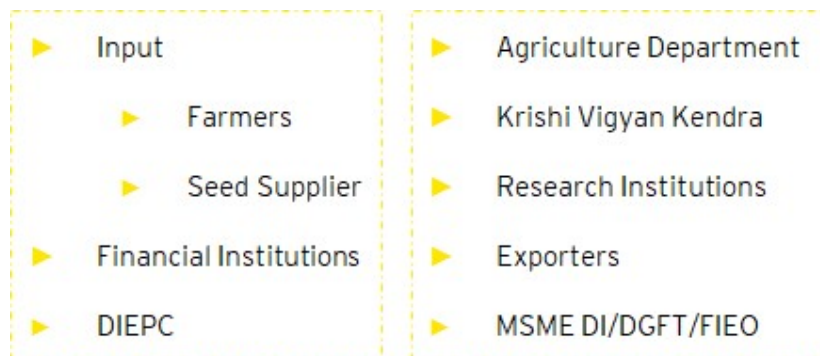 Input
Farmers
Seed Supplier
Financial Institutions
DIEPC
Agriculture Department
Krishi Vigyan Kendra
Research Institutions
Exporters
MSME DI/DGFT/FIEO